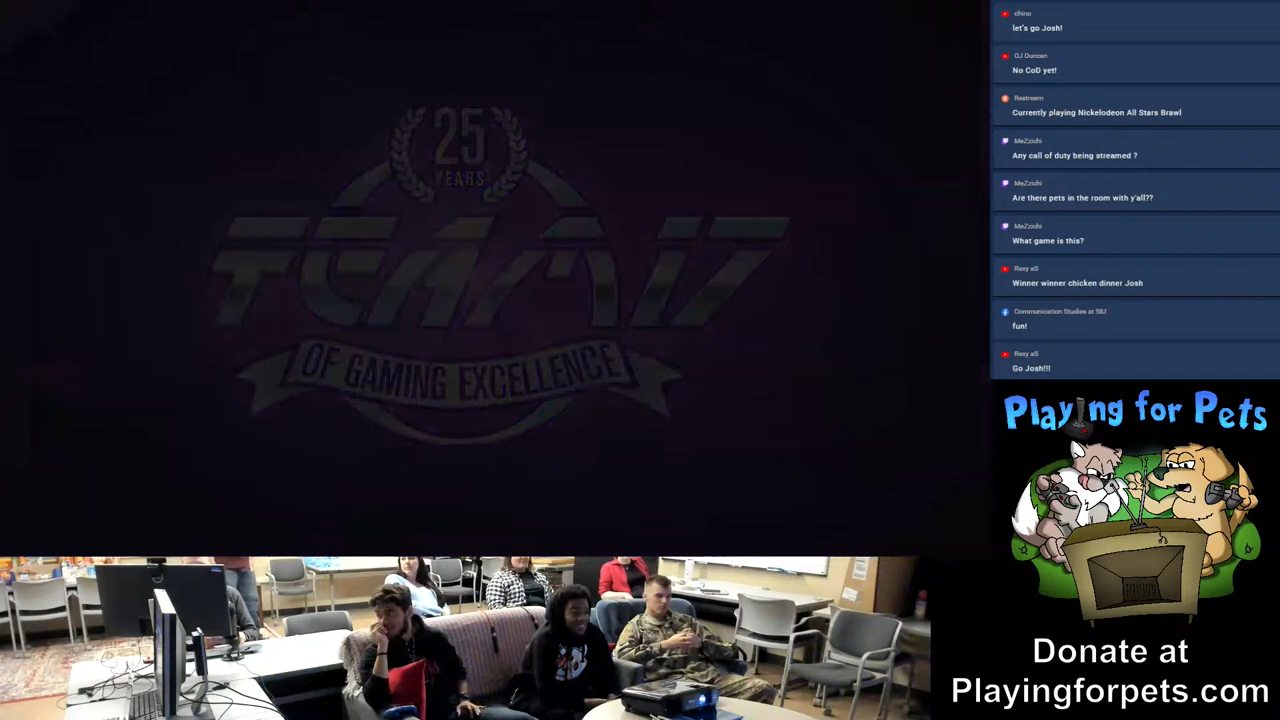 25
YEARS
TEAM17
OF GAMING EXCELLENCE
chino
let's go Josh!
OJ Duncan
No CoD yet!
Restream
Currently playing Nickelodeon All Stars Brawl
MeZzichi
Any call of duty being streamed ?
MeZzichi
Are there pets in the room with y'all??
MeZzichi
What game is this?
Rexy aS
Winner winner chicken dinner Josh
Communication Studies at SIU
fun!
Rexy aS
Go Josh!!!
Playing for Pets
Donate at
Playingforpets.com